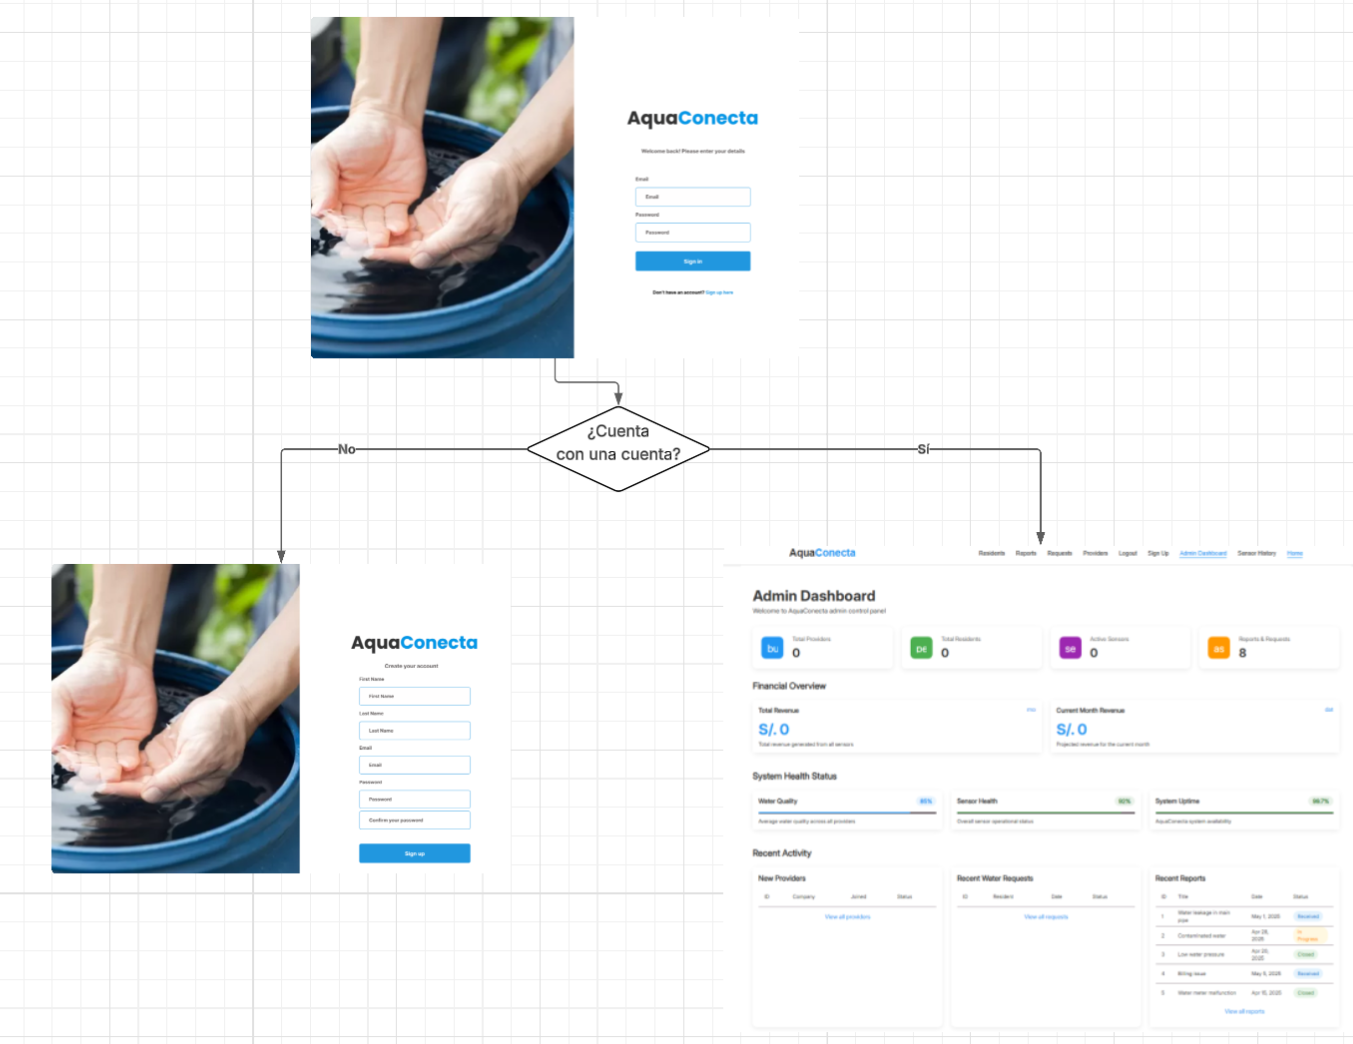 AquaConecta
Welcome back! Please enter your details
Email
Email
Password
Password
Sign in
Don't have an account? Sign up here
¿Cuenta
con una cuenta?
No
Sí
AquaConecta
Create your account
First Name
First Name
Last Name
Last Name
Email
Email
Password
Password
Confirm your password
Sign up
AquaConecta
Residents Reports Requests Providers Logout Sign Up Admin Dashboard Sensor History Home
Admin Dashboard
Welcome to AquaConecta admin control panel
bu
Total Providers
0
DE
Total Residents
0
se
Active Sensors
0
as
Reports & Requests
8
Financial Overview
Total Revenue
S/. 0
Total revenue generated from all sensors
Current Month Revenue
S/. 0
Projected revenue for the current month
System Health Status
Water Quality
Average water quality across all providers
Sensor Health
92%
Overall sensor operational status
System Uptime
99.7%
AquaConecta system availability
Recent Activity
New Providers
ID Company Joined Status
View all providers
Recent Water Requests
ID Resident Date Status
View all requests
Recent Reports
ID Title Date Status
1 Water leakage in main pipe May 1, 2025 Received
2 Contaminated water Apr 28, 2025 In Progress
3 Low water pressure Apr 25, 2025 Closed
4 Billing issue May 5, 2025 Received
5 Water meter malfunction Apr 15, 2025 Closed
View all reports